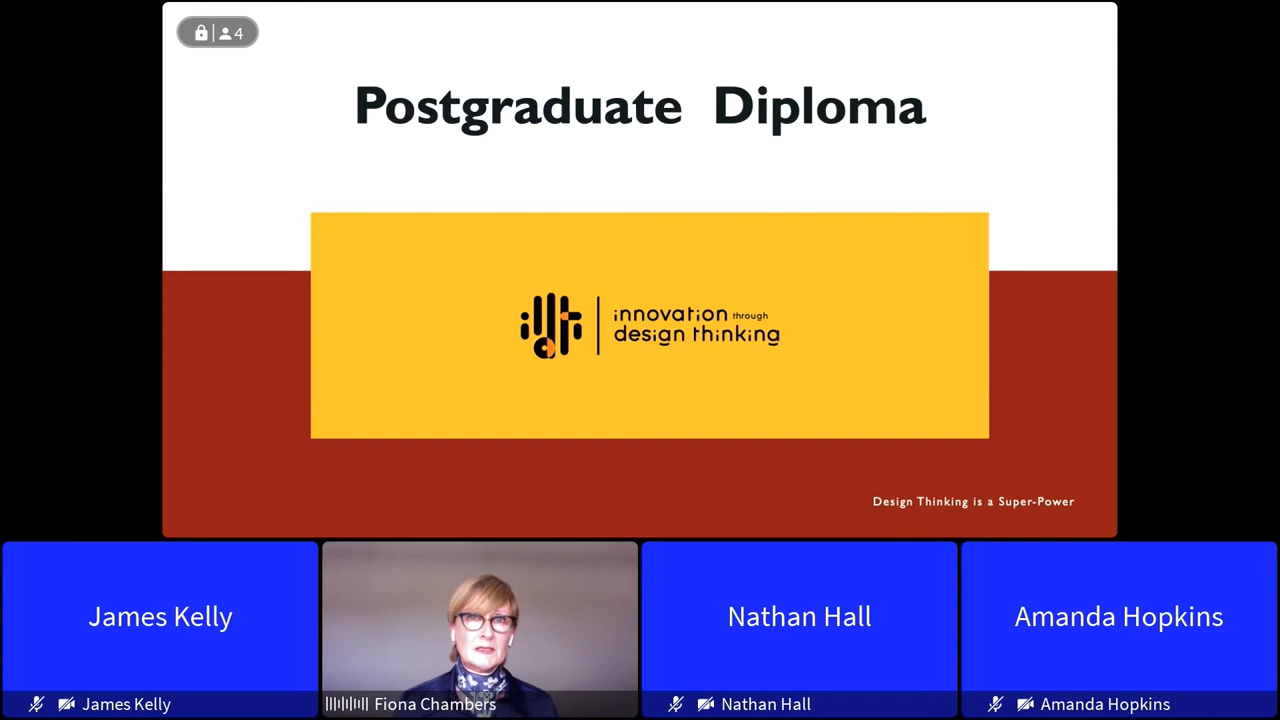 4
Postgraduate Diploma
innovation through
design thinking
Design Thinking is a Super-Power
James Kelly
Nathan Hall
Amanda Hopkins
James Kelly
Fiona Chambers
Nathan Hall
Amanda Hopkins